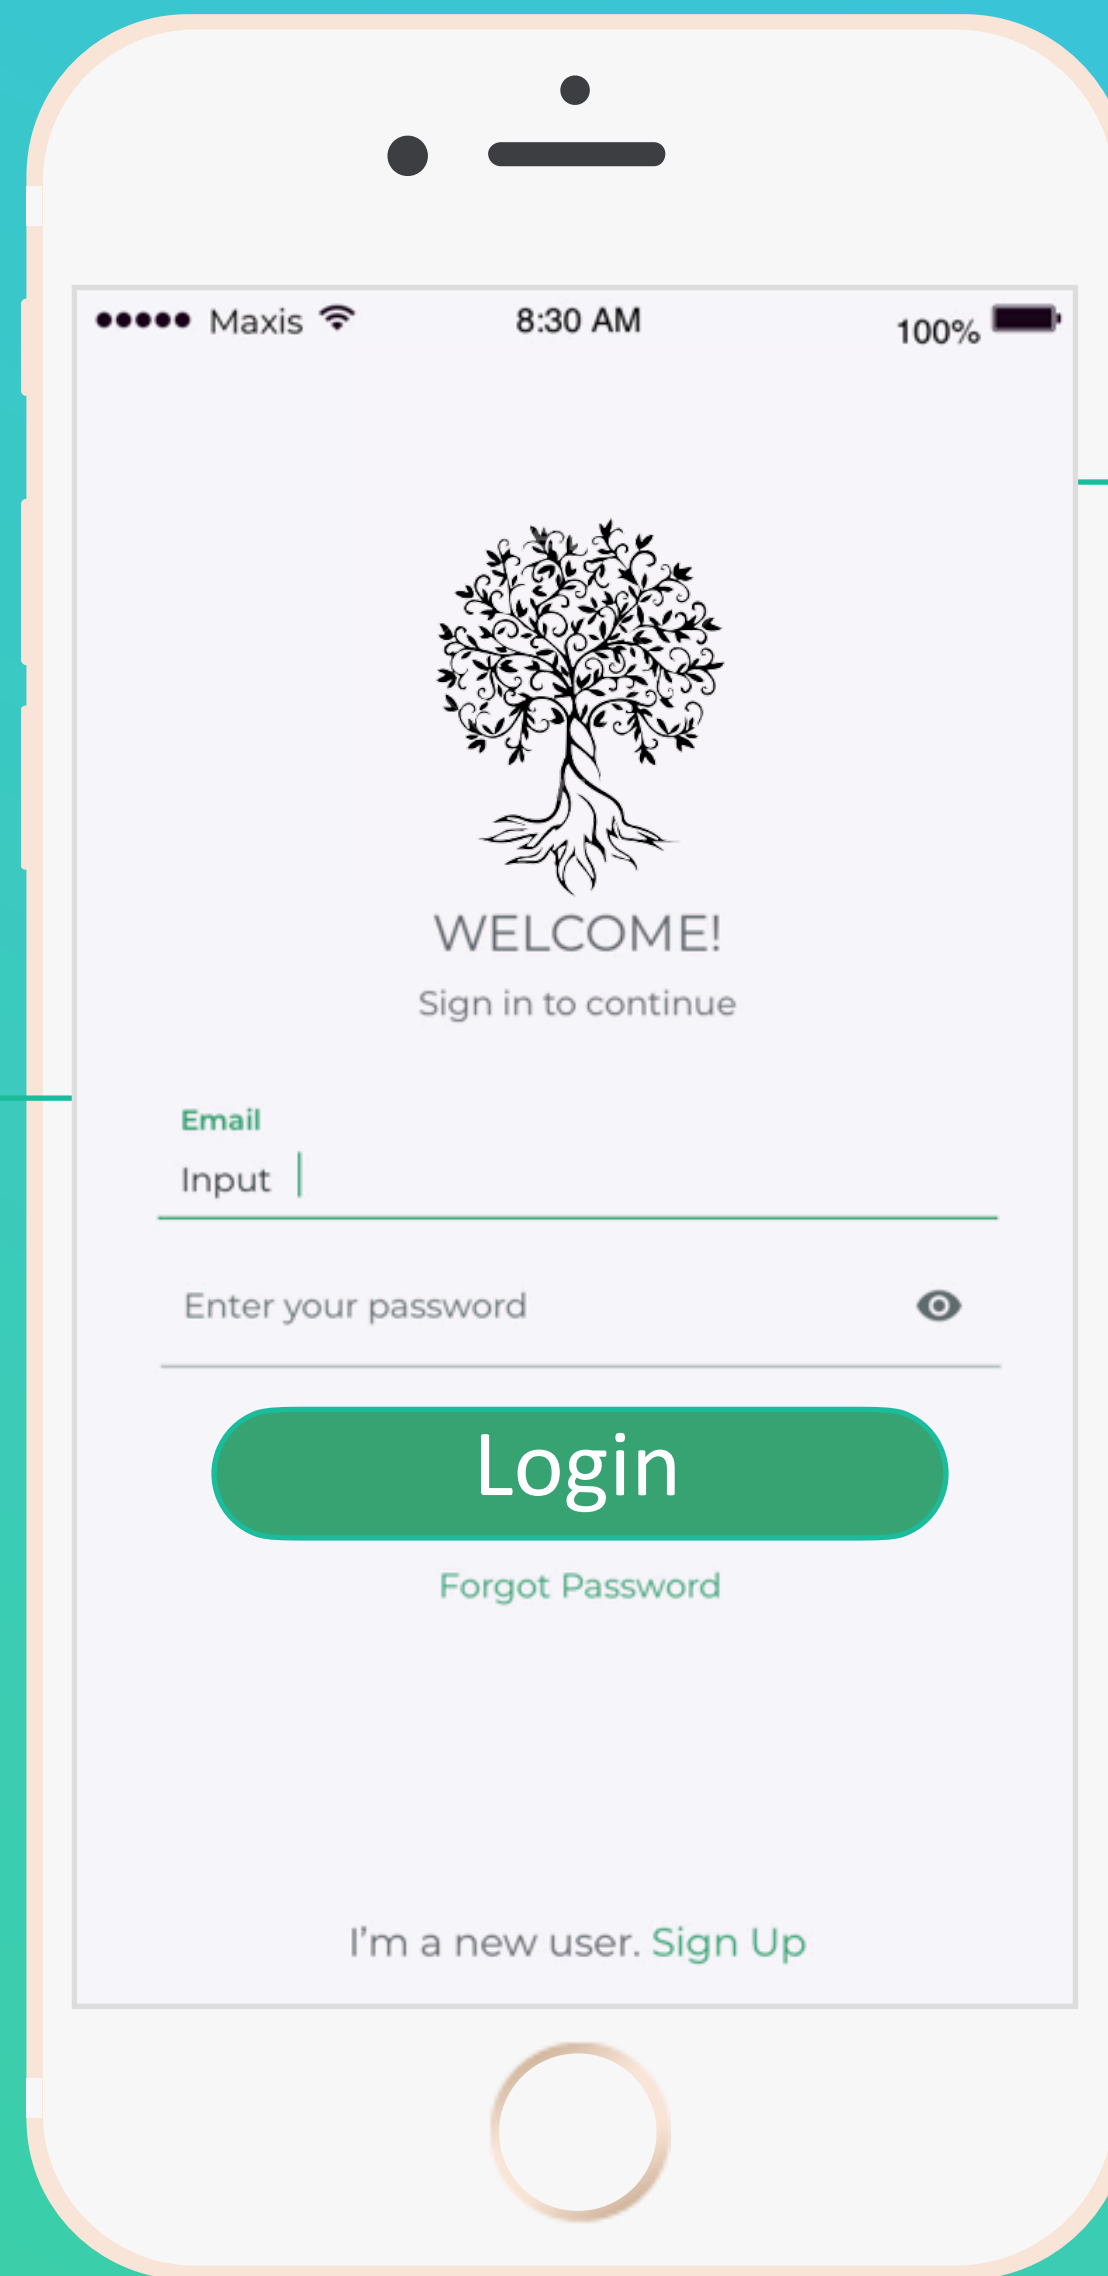 Maxis 8:30 AM 100%
WELCOME!
Sign in to continue
Email
Input
Enter your password
Login
Forgot Password
I'm a new user. Sign Up